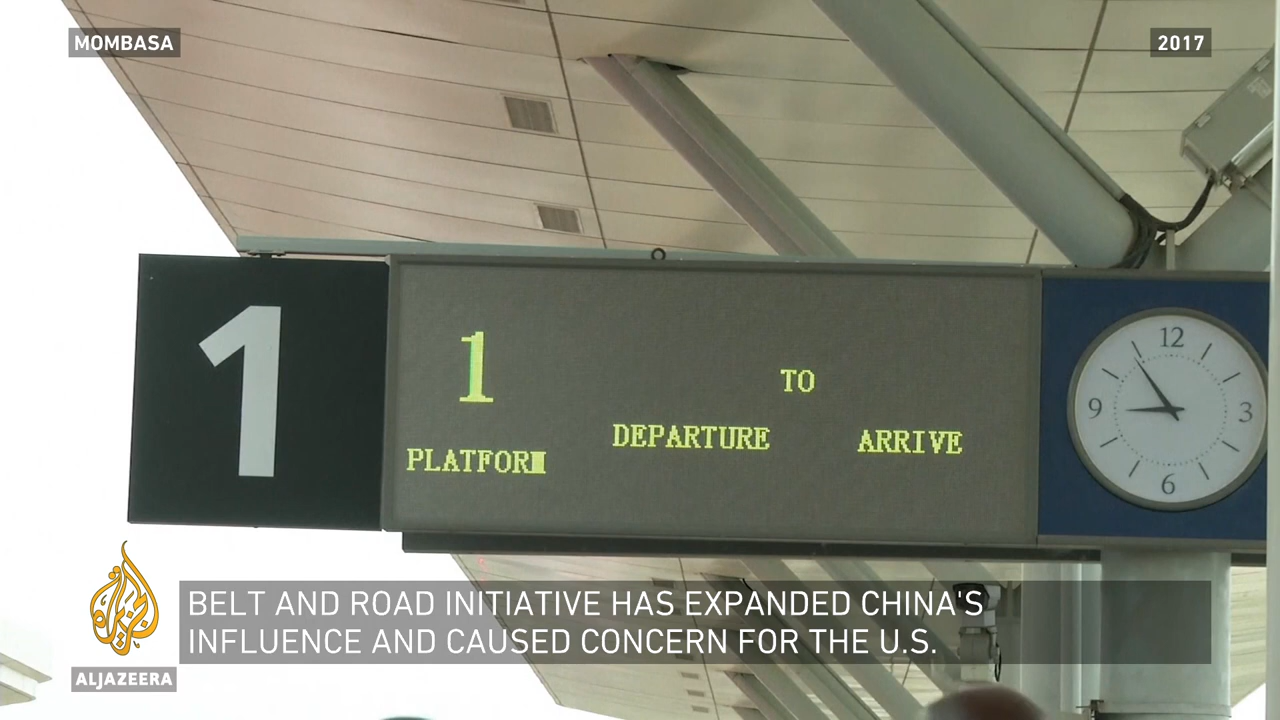 MOMBASA
2017
1
1
TO
DEPARTURE
ARRIVE
PLATFORM
12
9
3
6
BELT AND ROAD INITIATIVE HAS EXPANDED CHINA'S
INFLUENCE AND CAUSED CONCERN FOR THE U.S.
الجزيرة
ALJAZEERA